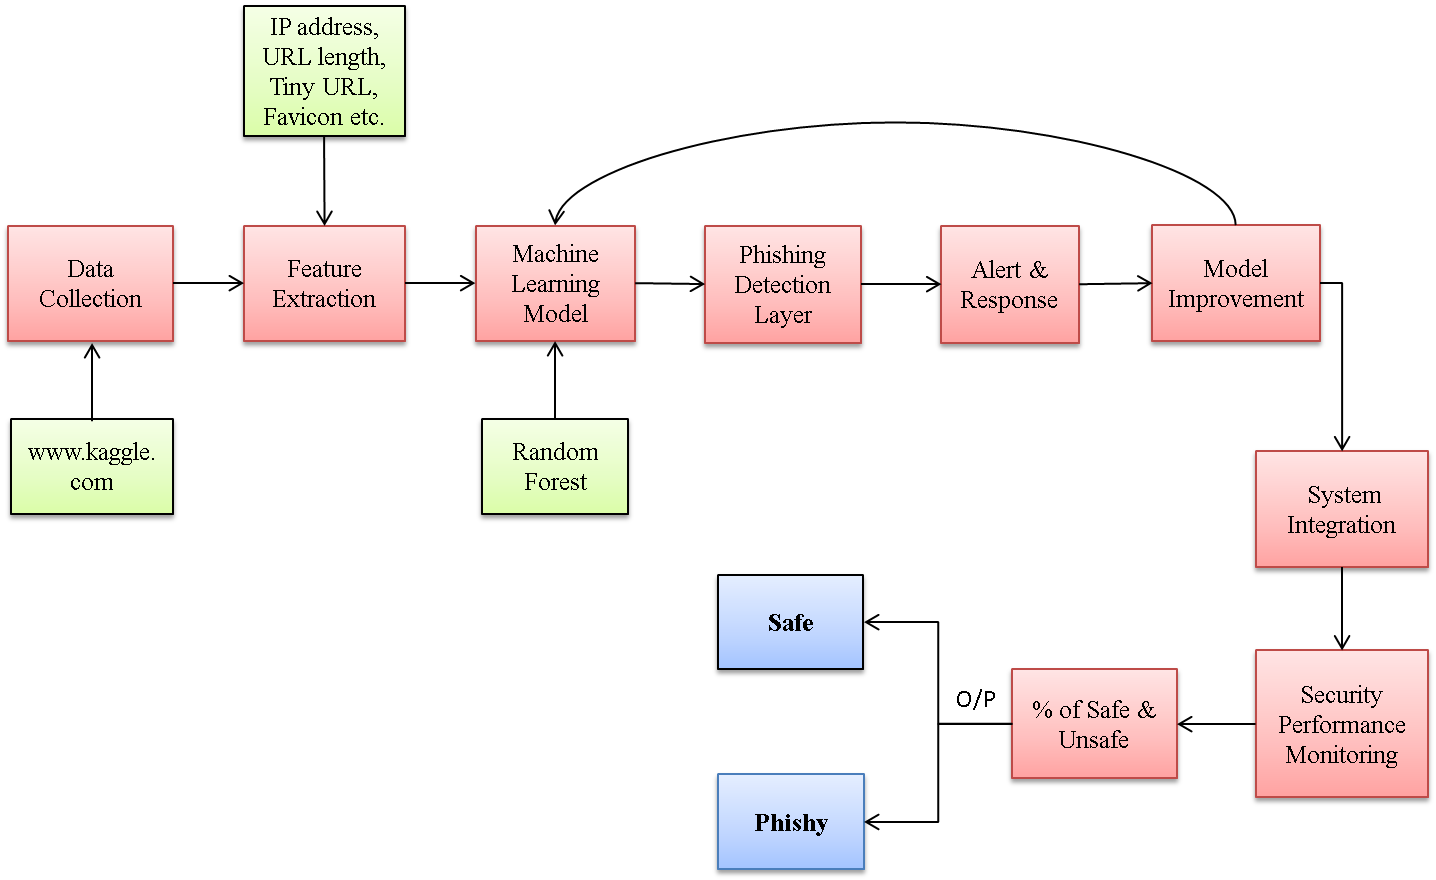 IP address,
URL length,
Tiny URL,
Favicon etc.
Data
Collection
Feature
Extraction
Machine
Learning
Model
Phishing
Detection
Layer
Alert &
Response
Model
Improvement
www.kaggle.
com
Random
Forest
System
Integration
Safe
O/P
% of Safe &
Unsafe
Security
Performance
Monitoring
Phishy